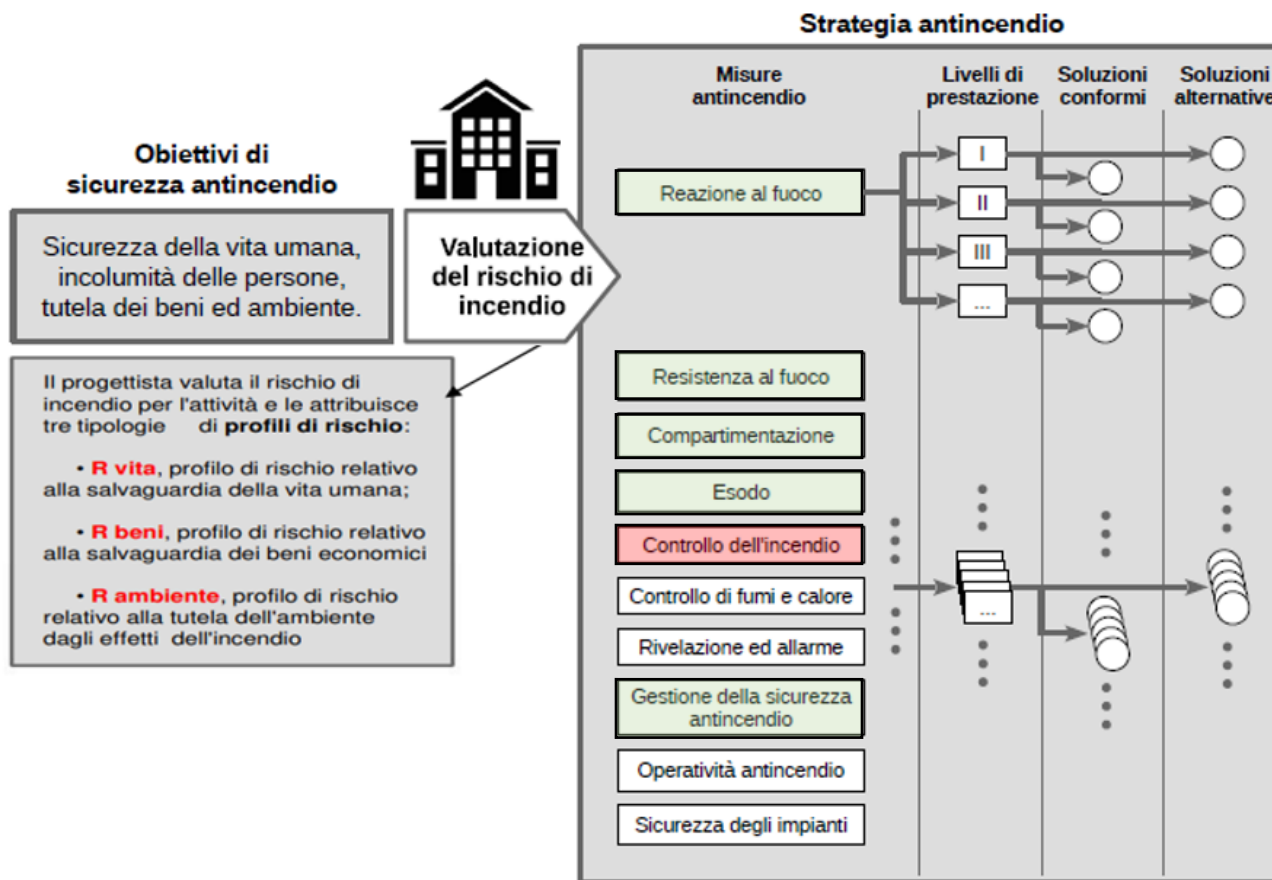 Strategia antincendio
Obiettivi di
sicurezza antincendio
Sicurezza della vita umana,
incolumità delle persone,
tutela dei beni ed ambiente.
Valutazione
del rischio di
incendio
Il progettista valuta il rischio di
incendio per l'attività e le attribuisce
tre tipologie di profili di rischio:
• R vita, profilo di rischio relativo
alla salvaguardia della vita umana;
• R beni, profilo di rischio relativo
alla salvaguardia dei beni economici
• R ambiente, profilo di rischio
relativo alla tutela dell'ambiente
dagli effetti dell'incendio
Misure
antincendio
Livelli di
prestazione
Soluzioni
conformi
Soluzioni
alternative
Reazione al fuoco
I
II
III
...
Resistenza al fuoco
Compartimentazione
Esodo
Controllo dell'incendio
Controllo di fumi e calore
...
Rivelazione ed allarme
Gestione della sicurezza
antincendio
Operatività antincendio
Sicurezza degli impianti